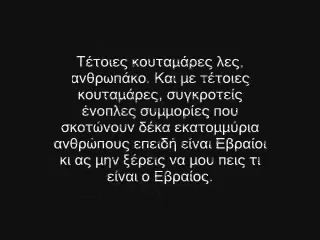 Τέτοιες κουταμάρες λες,
ανθρωπάκο. Και με τέτοιες
κουταμάρες, συγκροτείς
ένοπλες συμμορίες που
σκοτώνουν δέκα εκατομμύρια
ανθρώπους επειδή είναι Εβραίοι
κι ας μην ξέρεις να μου πεις τι
είναι ο Εβραίος.